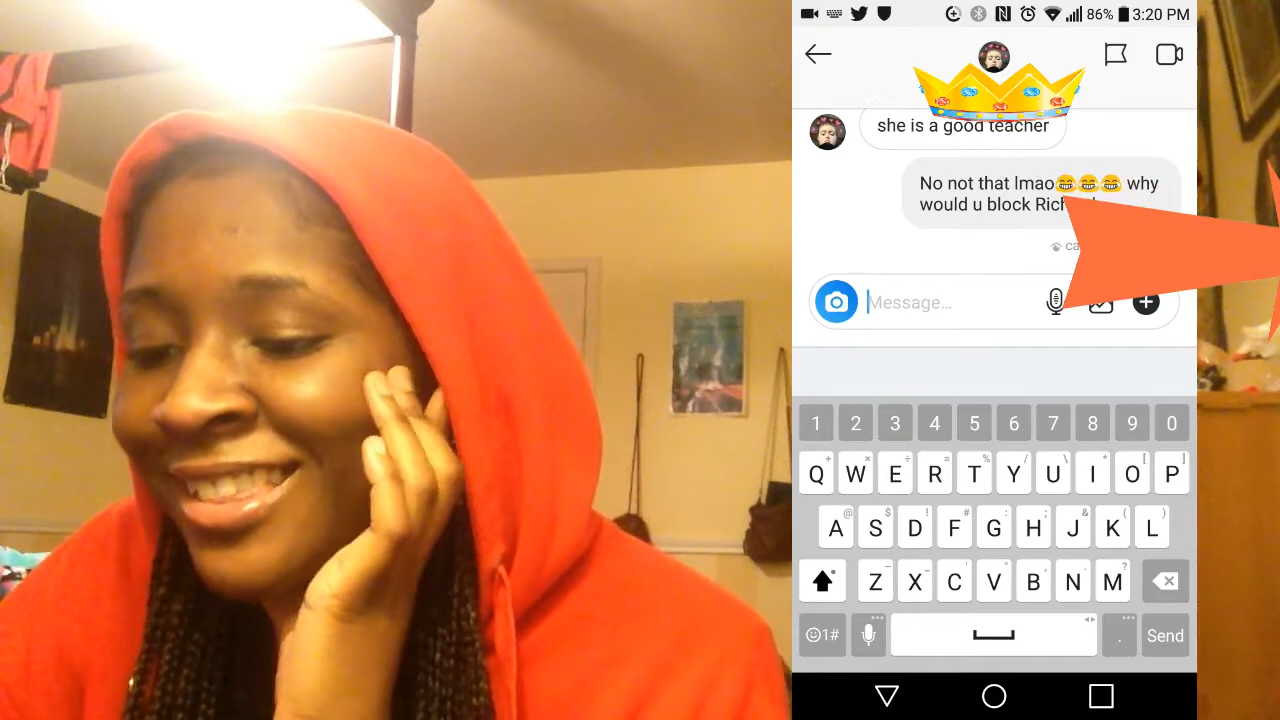 86% 3:20 PM
she is a good teacher
No not that lmao😂😂😂 why
would u block
Message…
1 2 3 4 5 6 7 8 9 0
+ × ÷ = % / \ * [ ]
Q W E R T Y U I O P
@ $ ! # : ; & ( )
A S D F G H J K L
Z X C V B N M
?
1#
. Send